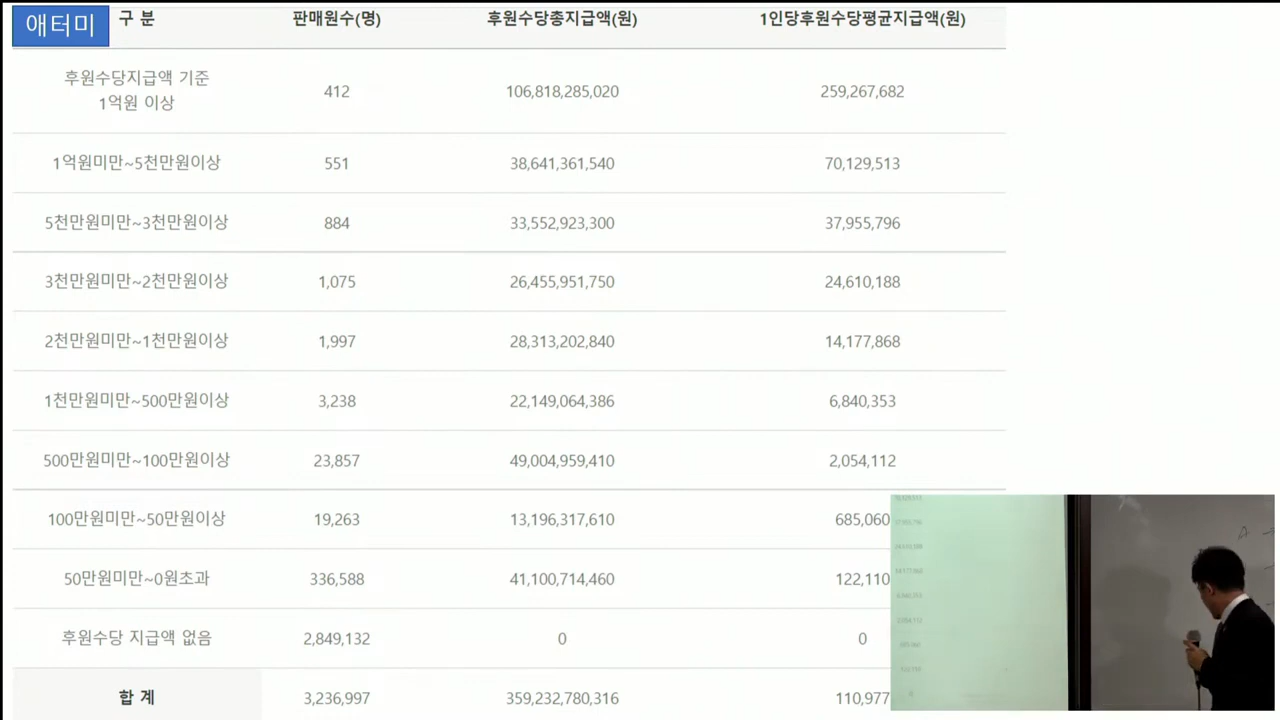 애터미 구 분 판매원수(명) 후원수당총지급액(원) 1인당후원수당평균지급액(원)
후원수당지급액 기준
1억원 이상 412 106,818,285,020 259,267,682
1억원미만~5천만원이상 551 38,641,361,540 70,129,513
5천만원미만~3천만원이상 884 33,552,923,300 37,955,796
3천만원미만~2천만원이상 1,075 26,455,951,750 24,610,188
2천만원미만~1천만원이상 1,997 28,313,202,840 14,177,868
1천만원미만~500만원이상 3,238 22,149,064,386 6,840,353
500만원미만~100만원이상 23,857 49,004,959,410 2,054,112
100만원미만~50만원이상 19,263 13,196,317,610 685,060
50만원미만~0원초과 336,588 41,100,714,460 122,110
후원수당 지급액 없음 2,849,132 0 0
합 계 3,236,997 359,232,780,316 110,977